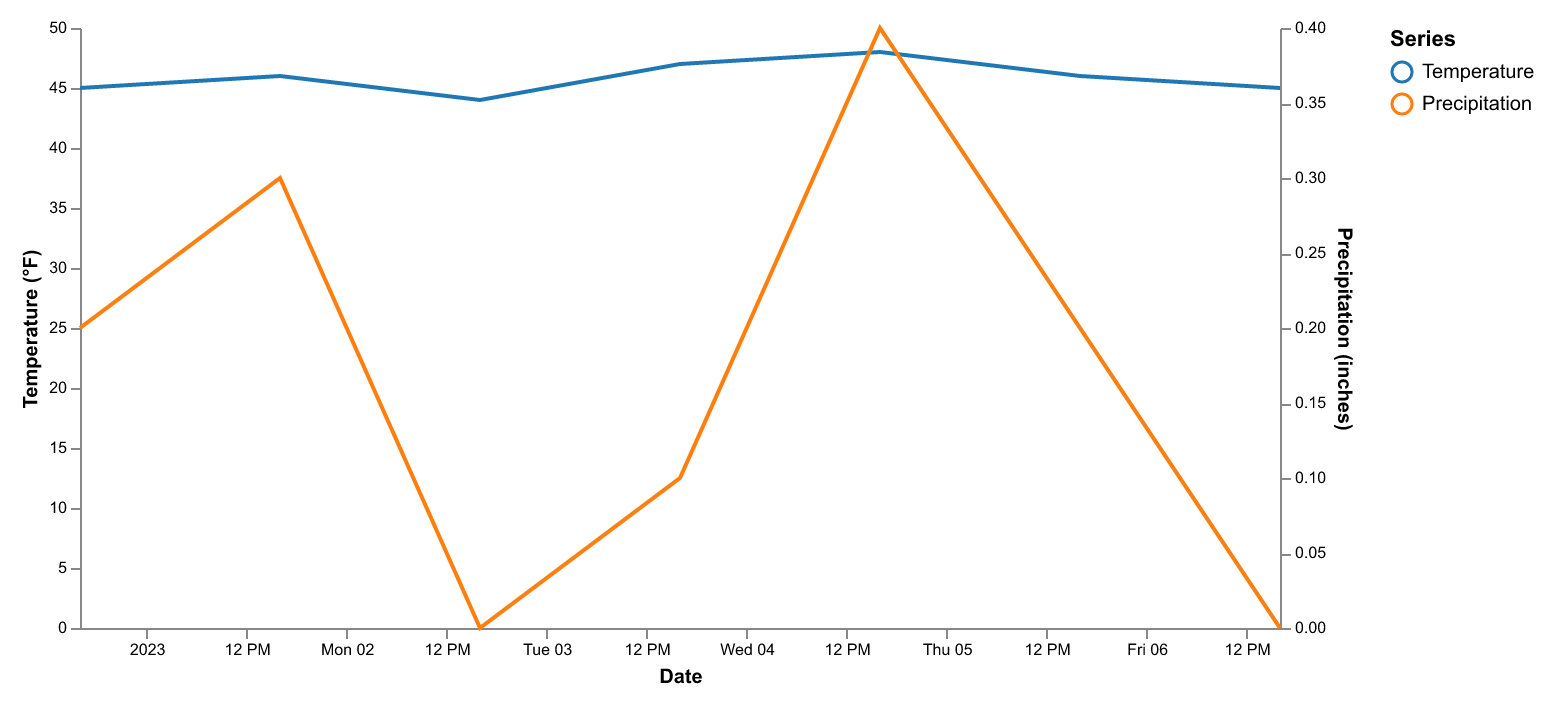 50
45
40
35
30
25
20
15
10
5
0
Temperature (°F)
2023
12 PM
Mon 02
12 PM
Tue 03
12 PM
Wed 04
12 PM
Thu 05
12 PM
Fri 06
12 PM
Date
0.40
0.35
0.30
0.25
0.20
0.15
0.10
0.05
0.00
Precipitation (inches)
Series
Temperature
Precipitation